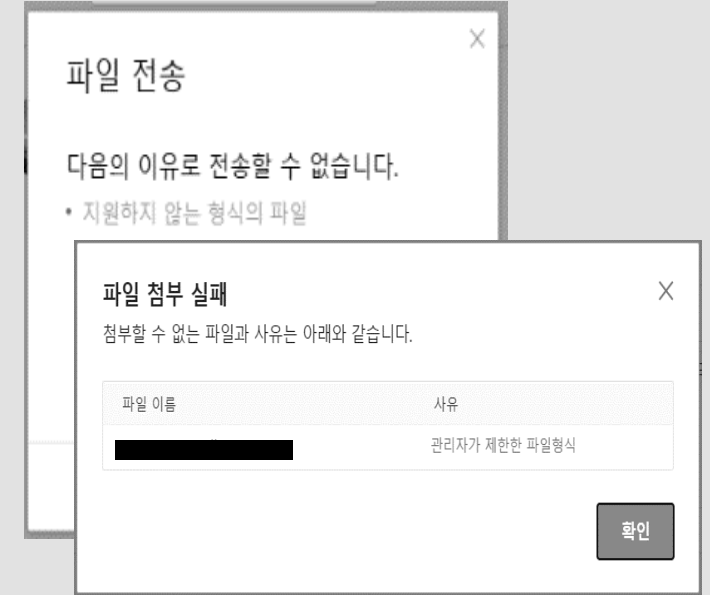 파일 전송
다음의 이유로 전송할 수 없습니다.
• 지원하지 않는 형식의 파일
파일 첨부 실패
첨부할 수 없는 파일과 사유는 아래와 같습니다.
파일 이름 사유
관리자가 제한한 파일형식
확인